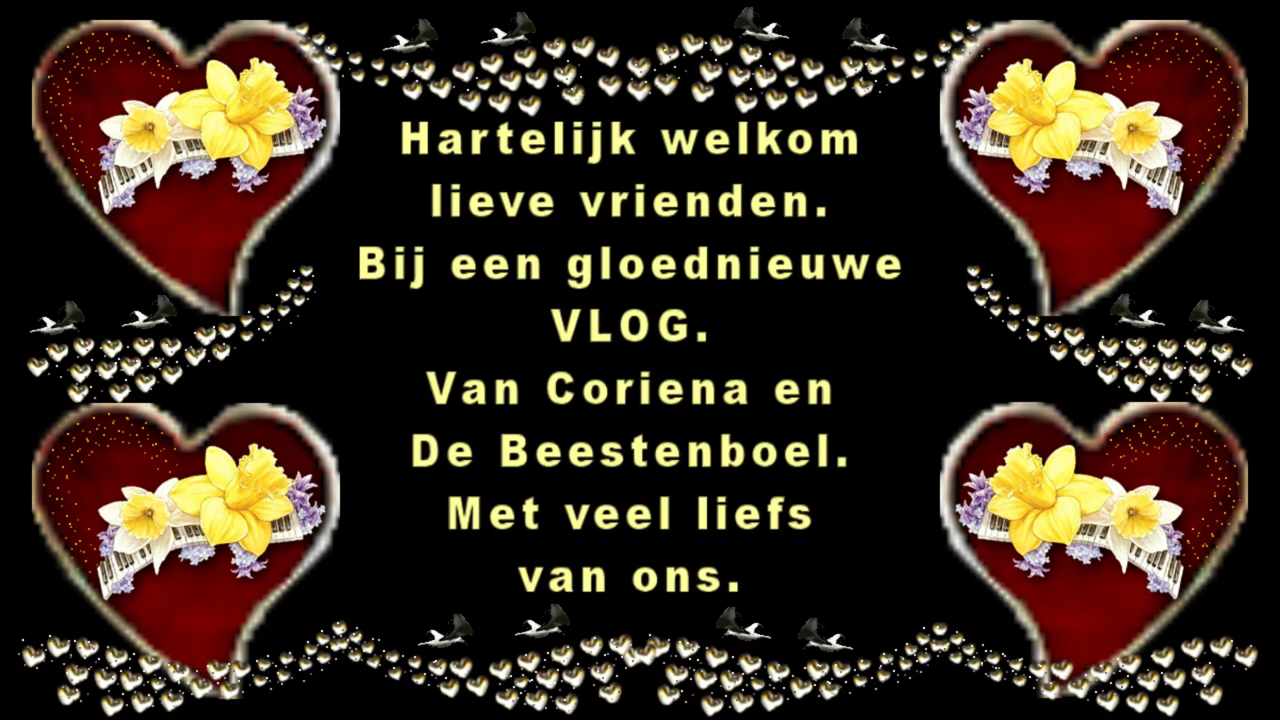 Hartelijk welkom
lieve vrienden.
Bij een gloednieuwe
VLOG.
Van Coriena en
De Beestenboel.
Met veel liefs
van ons.